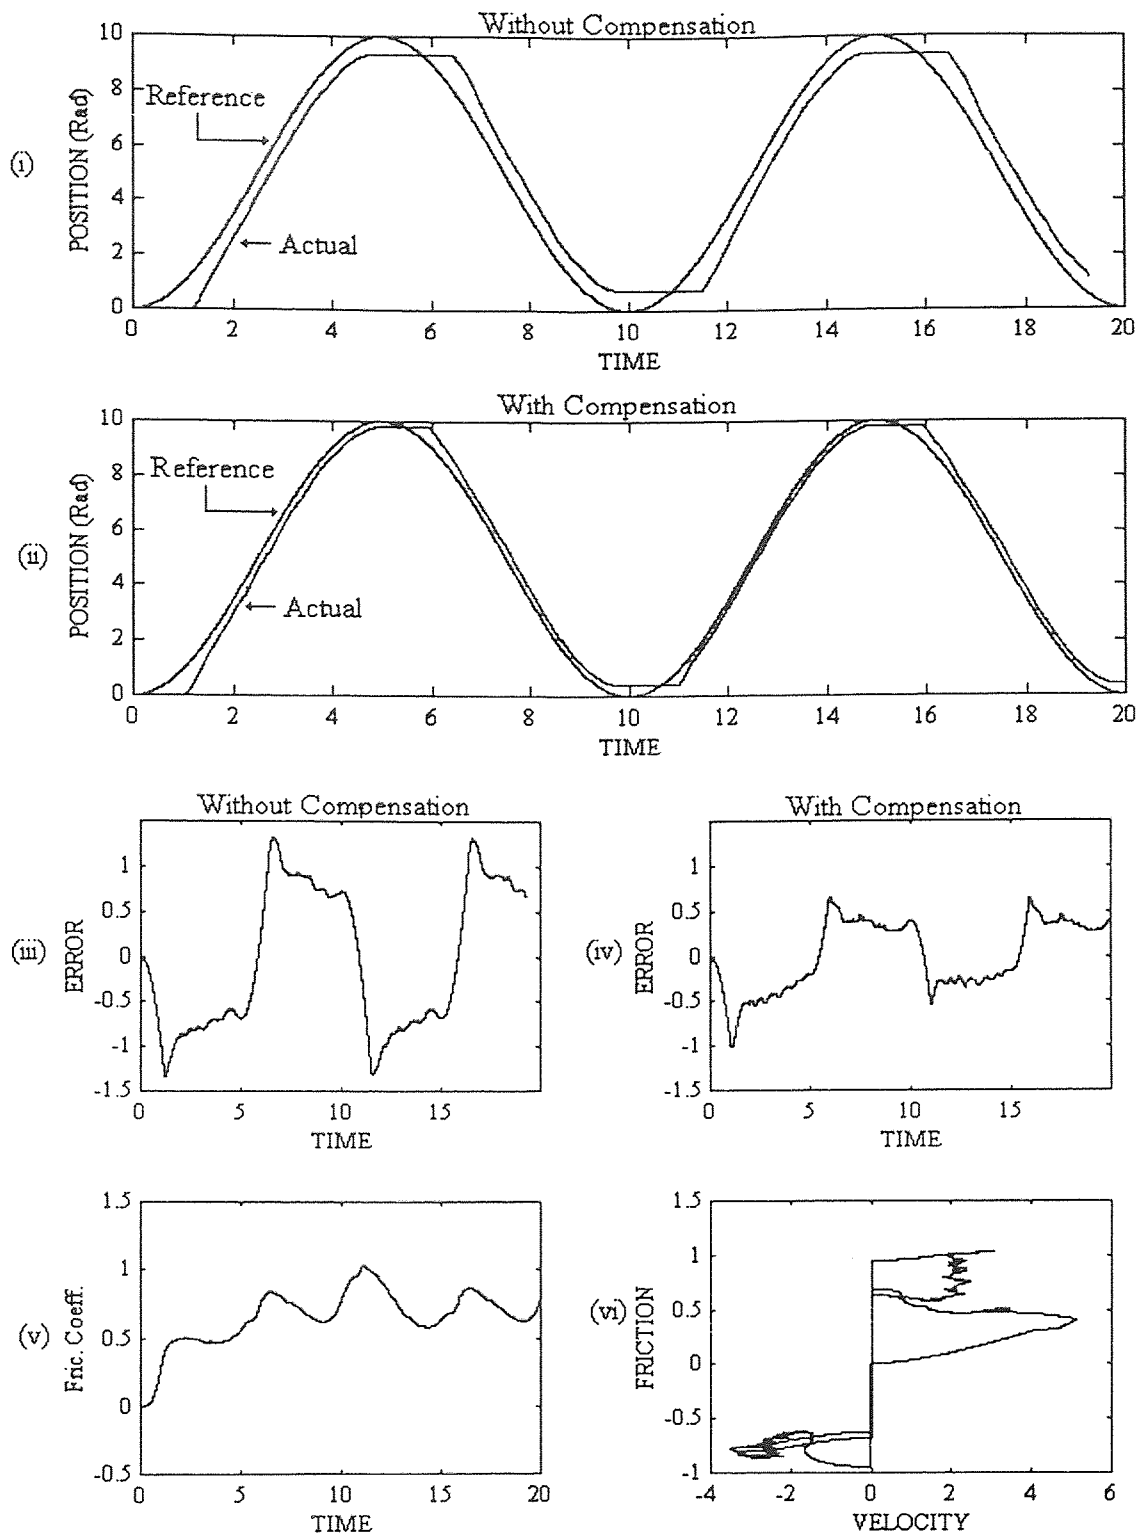 Without Compensation
(i)
POSITION (Rad)
10
8
6
4
2
0
Reference
Actual
0 2 4 6 8 10 12 14 16 18 20
TIME
With Compensation
(ii)
POSITION (Rad)
10
8
6
4
2
0
Reference
Actual
0 2 4 6 8 10 12 14 16 18 20
TIME
Without Compensation
(iii)
ERROR
1
0.5
0
-0.5
-1
-1.5
0 5 10 15
TIME
With Compensation
(iv)
ERROR
1
0.5
0
-0.5
-1
-1.5
0 5 10 15
TIME
(v)
Fric. Coeff.
1.5
1
0.5
0
-0.5
0 5 10 15 20
TIME
(vi)
FRICTION
1.5
1
0.5
0
-0.5
-1
-4 -2 0 2 4 6
VELOCITY